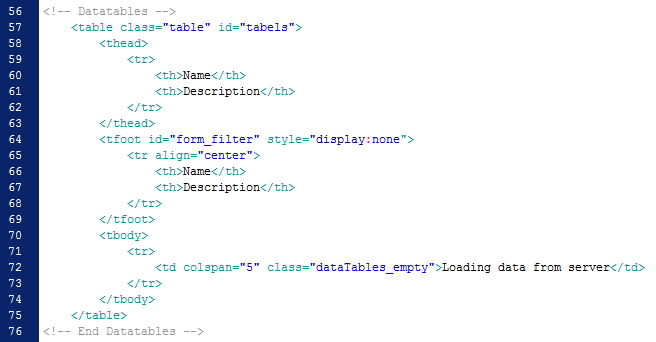 56 <!-- Datatables -->
57     <table class="table" id="tabels">
58         <thead>
59             <tr>
60                 <th>Name</th>
61                 <th>Description</th>
62             </tr>
63         </thead>
64         <tfoot id="form_filter" style="display:none">
65             <tr align="center">
66                 <th>Name</th>
67                 <th>Description</th>
68             </tr>
69         </tfoot>
70         <tbody>
71             <tr>
72                 <td colspan="5" class="dataTables_empty">Loading data from server</td>
73             </tr>
74         </tbody>
75     </table>
76 <!-- End Datatables -->